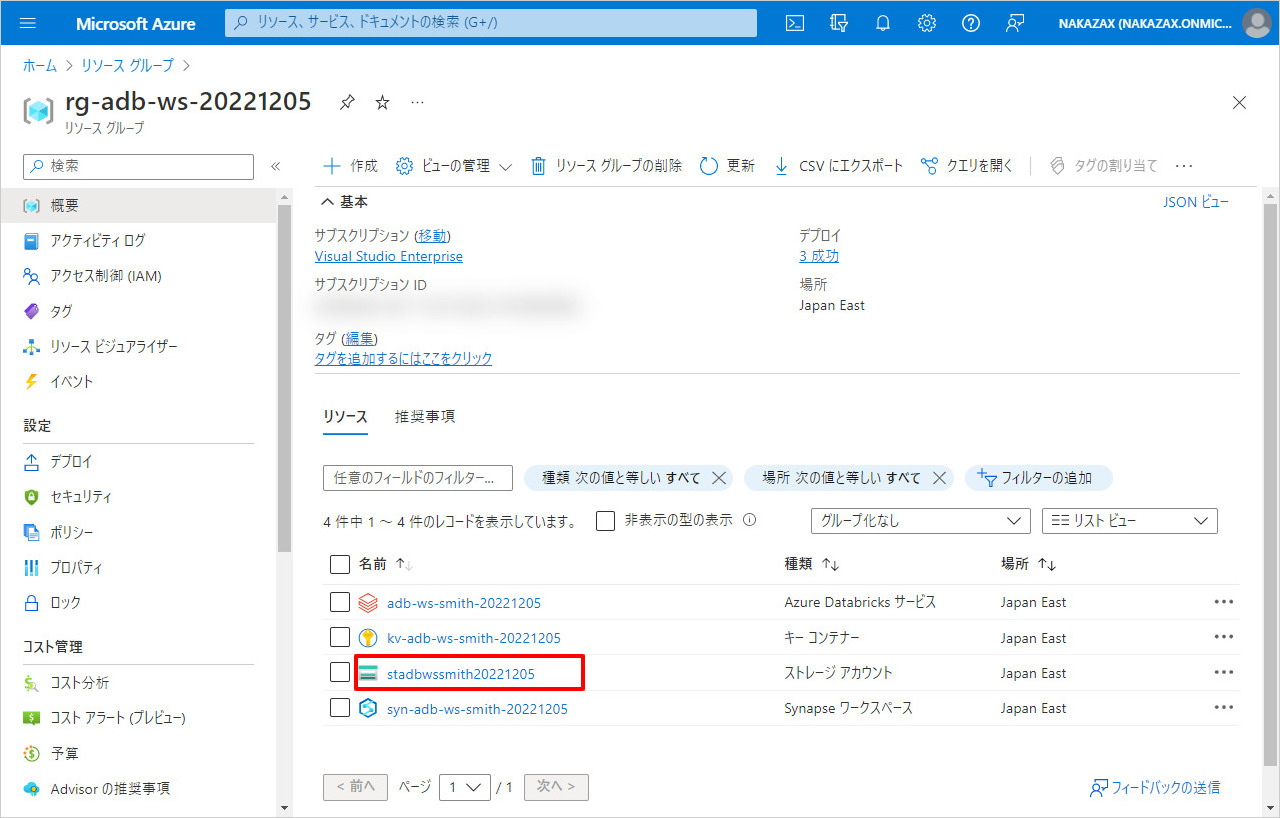 Microsoft Azure
リソース、サービス、ドキュメントの検索 (G+/)
NAKAZAX (NAKAZAX.ONMIC...
ホーム > リソース グループ >
rg-adb-ws-20221205
リソース グループ
検索
«
作成
ビューの管理
リソース グループの削除
更新
CSV にエクスポート
クエリを開く
タグの割り当て
概要
アクティビティ ログ
アクセス制御 (IAM)
タグ
リソース ビジュアライザー
イベント
設定
デプロイ
セキュリティ
ポリシー
プロパティ
ロック
コスト管理
コスト分析
コスト アラート (プレビュー)
予算
Advisor の推奨事項
基本
JSON ビュー
サブスクリプション (移動)
Visual Studio Enterprise
サブスクリプション ID
タグ (編集)
タグを追加するにはここをクリック
デプロイ
3 成功
場所
Japan East
リソース
推奨事項
任意のフィールドのフィルター...
種類 次の値と等しい すべて
場所 次の値と等しい すべて
フィルターの追加
4 件中 1 ～ 4 件のレコードを表示しています。
非表示の型の表示
グループ化なし
リスト ビュー
名前 ↑↓ 種類 ↑↓ 場所 ↑↓
adb-ws-smith-20221205 Azure Databricks サービス Japan East
kv-adb-ws-smith-20221205 キー コンテナー Japan East
stadbwssmith20221205 ストレージ アカウント Japan East
syn-adb-ws-smith-20221205 Synapse ワークスペース Japan East
< 前へ ページ 1 / 1 次へ >
フィードバックの送信